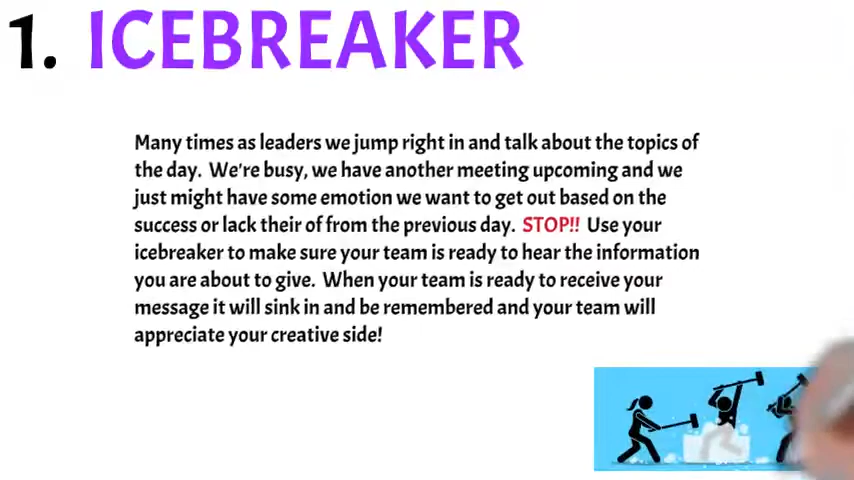 1. ICEBREAKER
Many times as leaders we jump right in and talk about the topics of
the day. We're busy, we have another meeting upcoming and we
just might have some emotion we want to get out based on the
success or lack their of from the previous day. STOP!! Use your
icebreaker to make sure your team is ready to hear the information
you are about to give. When your team is ready to receive your
message it will sink in and be remembered and your team will
appreciate your creative side!